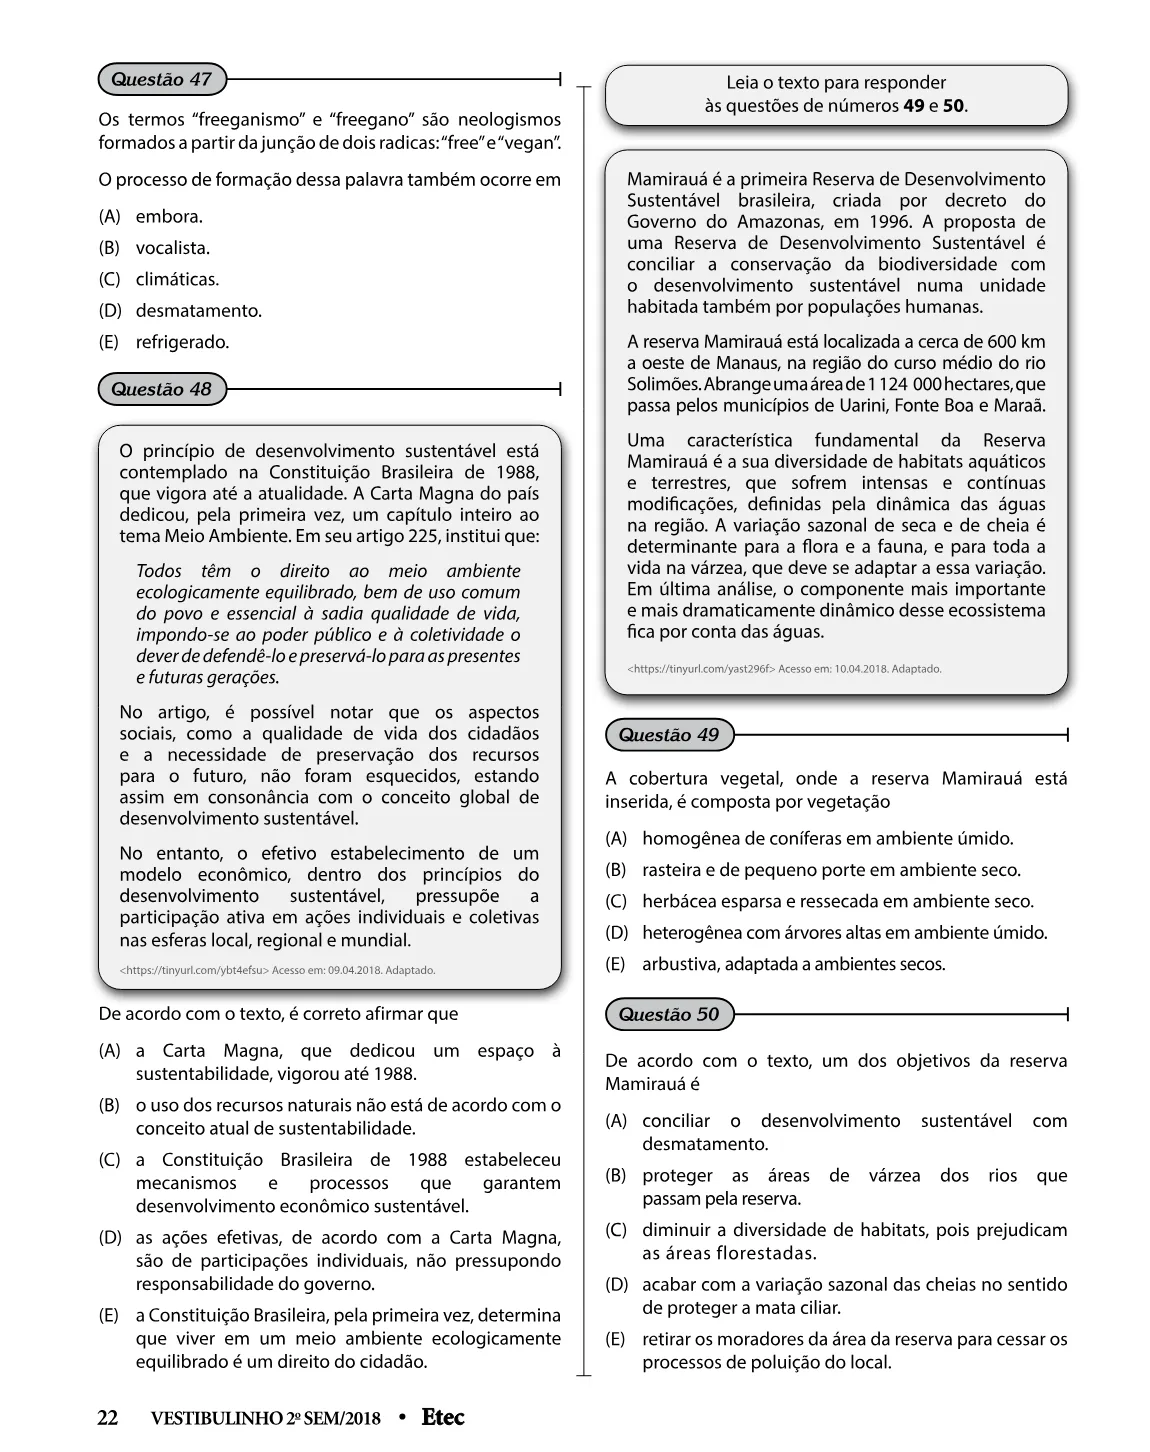 Questão 47
Os termos “freeganismo” e “freegano” são neologismos
formados a partir da junção de dois radicas: “free” e “vegan”.
O processo de formação dessa palavra também ocorre em
(A) embora.
(B) vocalista.
(C) climáticas.
(D) desmatamento.
(E) refrigerado.
Questão 48
O princípio de desenvolvimento sustentável está
contemplado na Constituição Brasileira de 1988,
que vigora até a atualidade. A Carta Magna do país
dedicou, pela primeira vez, um capítulo inteiro ao
tema Meio Ambiente. Em seu artigo 225, institui que:
Todos têm o direito ao meio ambiente
ecologicamente equilibrado, bem de uso comum
do povo e essencial à sadia qualidade de vida,
impondo-se ao poder público e à coletividade o
dever de defendê-lo e preservá-lo para as presentes
e futuras gerações.
No artigo, é possível notar que os aspectos
sociais, como a qualidade de vida dos cidadãos
e a necessidade de preservação dos recursos
para o futuro, não foram esquecidos, estando
assim em consonância com o conceito global de
desenvolvimento sustentável.
No entanto, o efetivo estabelecimento de um
modelo econômico, dentro dos princípios do
desenvolvimento sustentável, pressupõe a
participação ativa em ações individuais e coletivas
nas esferas local, regional e mundial.
<https://tinyurl.com/ybt4efsu> Acesso em: 09.04.2018. Adaptado.
De acordo com o texto, é correto afirmar que
(A) a Carta Magna, que dedicou um espaço à
sustentabilidade, vigorou até 1988.
(B) o uso dos recursos naturais não está de acordo com o
conceito atual de sustentabilidade.
(C) a Constituição Brasileira de 1988 estabeleceu
mecanismos e processos que garantem
desenvolvimento econômico sustentável.
(D) as ações efetivas, de acordo com a Carta Magna,
são de participações individuais, não pressupondo
responsabilidade do governo.
(E) a Constituição Brasileira, pela primeira vez, determina
que viver em um meio ambiente ecologicamente
equilibrado é um direito do cidadão.
Leia o texto para responder
às questões de números 49 e 50.
Mamirauá é a primeira Reserva de Desenvolvimento
Sustentável brasileira, criada por decreto do
Governo do Amazonas, em 1996. A proposta de
uma Reserva de Desenvolvimento Sustentável é
conciliar a conservação da biodiversidade com
o desenvolvimento sustentável numa unidade
habitada também por populações humanas.
A reserva Mamirauá está localizada a cerca de 600 km
a oeste de Manaus, na região do curso médio do rio
Solimões. Abrange uma área de 1 124 000 hectares, que
passa pelos municípios de Uarini, Fonte Boa e Maraã.
Uma característica fundamental da Reserva
Mamirauá é a sua diversidade de habitats aquáticos
e terrestres, que sofrem intensas e contínuas
modificações, definidas pela dinâmica das águas
na região. A variação sazonal de seca e de cheia é
determinante para a flora e a fauna, e para toda a
vida na várzea, que deve se adaptar a essa variação.
Em última análise, o componente mais importante
e mais dramaticamente dinâmico desse ecossistema
fica por conta das águas.
<https://tinyurl.com/yast296f> Acesso em: 10.04.2018. Adaptado.
Questão 49
A cobertura vegetal, onde a reserva Mamirauá está
inserida, é composta por vegetação
(A) homogênea de coníferas em ambiente úmido.
(B) rasteira e de pequeno porte em ambiente seco.
(C) herbácea esparsa e ressecada em ambiente seco.
(D) heterogênea com árvores altas em ambiente úmido.
(E) arbustiva, adaptada a ambientes secos.
Questão 50
De acordo com o texto, um dos objetivos da reserva
Mamirauá é
(A) conciliar o desenvolvimento sustentável com
desmatamento.
(B) proteger as áreas de várzea dos rios que
passam pela reserva.
(C) diminuir a diversidade de habitats, pois prejudicam
as áreas florestadas.
(D) acabar com a variação sazonal das cheias no sentido
de proteger a mata ciliar.
(E) retirar os moradores da área da reserva para cessar os
processos de poluição do local.
22 VESTIBULINHO 2º SEM/2018 • Etec